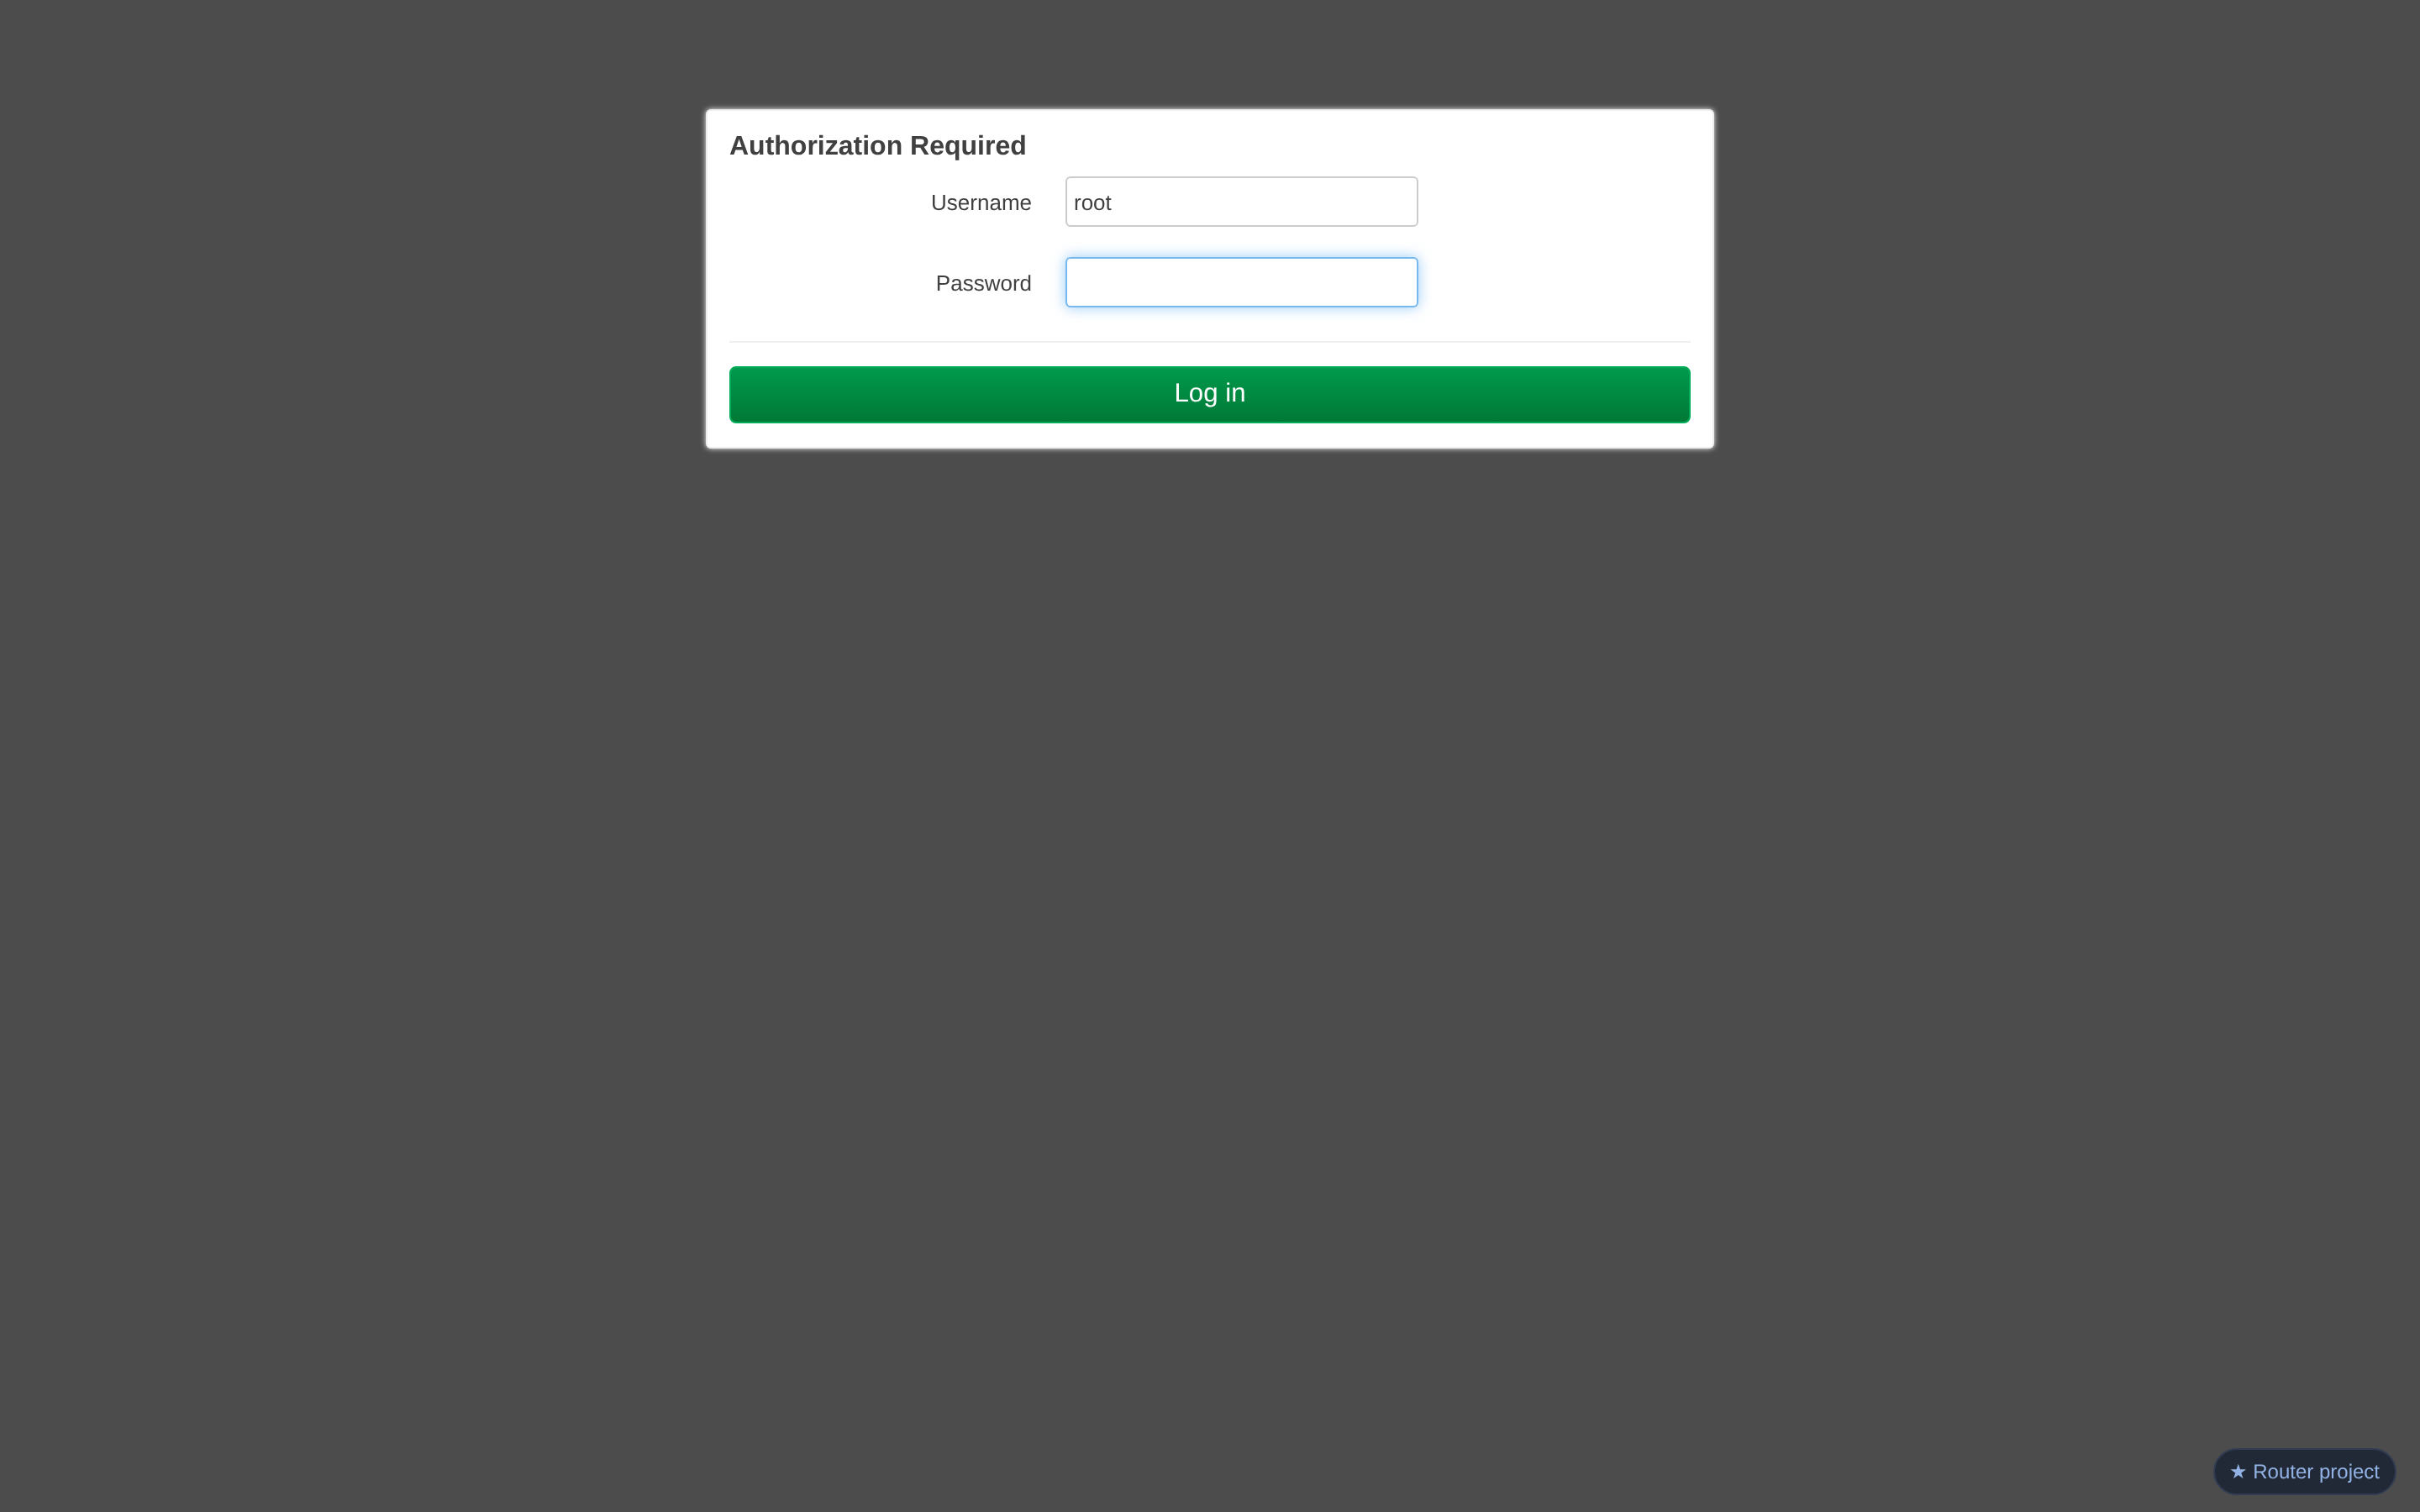 Authorization Required
Username root
Password
Log in
★ Router project